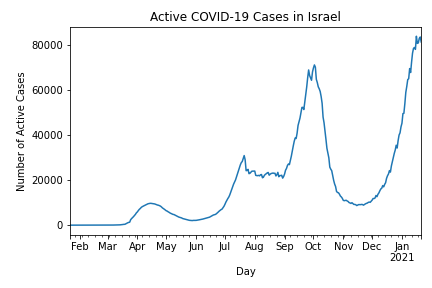 Active COVID-19 Cases in Israel
80000
60000
40000
20000
0
Number of Active Cases
Feb Mar Apr May Jun Jul Aug Sep Oct Nov Dec Jan
2021
Day